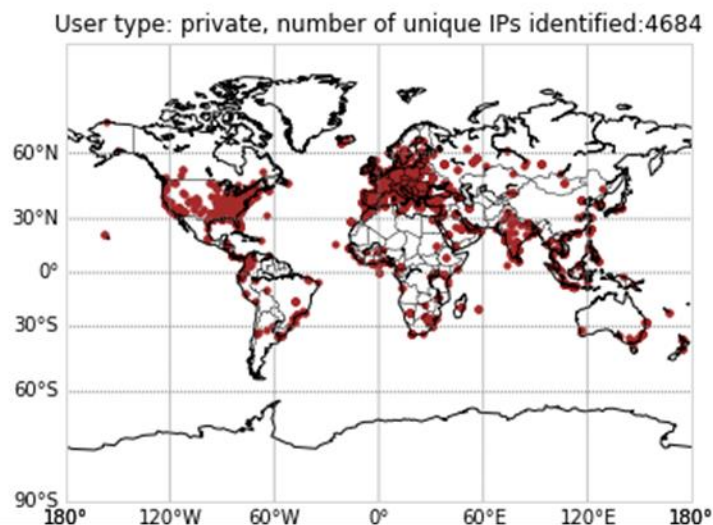 User type: private, number of unique IPs identified:4684
60°N
30°N
0°
30°S
60°S
90°S
180° 120°W 60°W 0° 60°E 120°E 180°